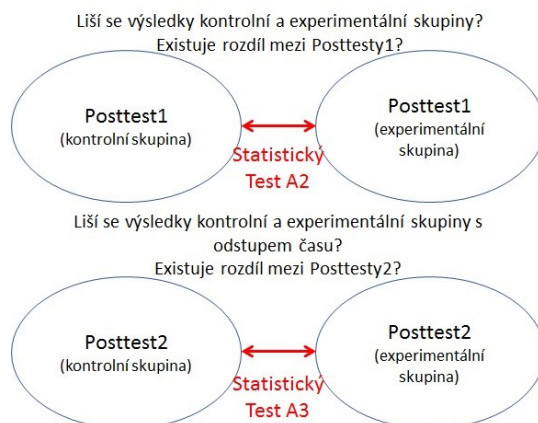 Liší se výsledky kontrolní a experimentální skupiny?
Existuje rozdíl mezi Posttesty1?
Posttest1
(kontrolní skupina)
Posttest1
(experimentální
skupina)
Statistický
Test A2
Liší se výsledky kontrolní a experimentální skupiny s
odstupem času?
Existuje rozdíl mezi Posttesty2?
Posttest2
(kontrolní skupina)
Posttest2
(experimentální
skupina)
Statistický
Test A3